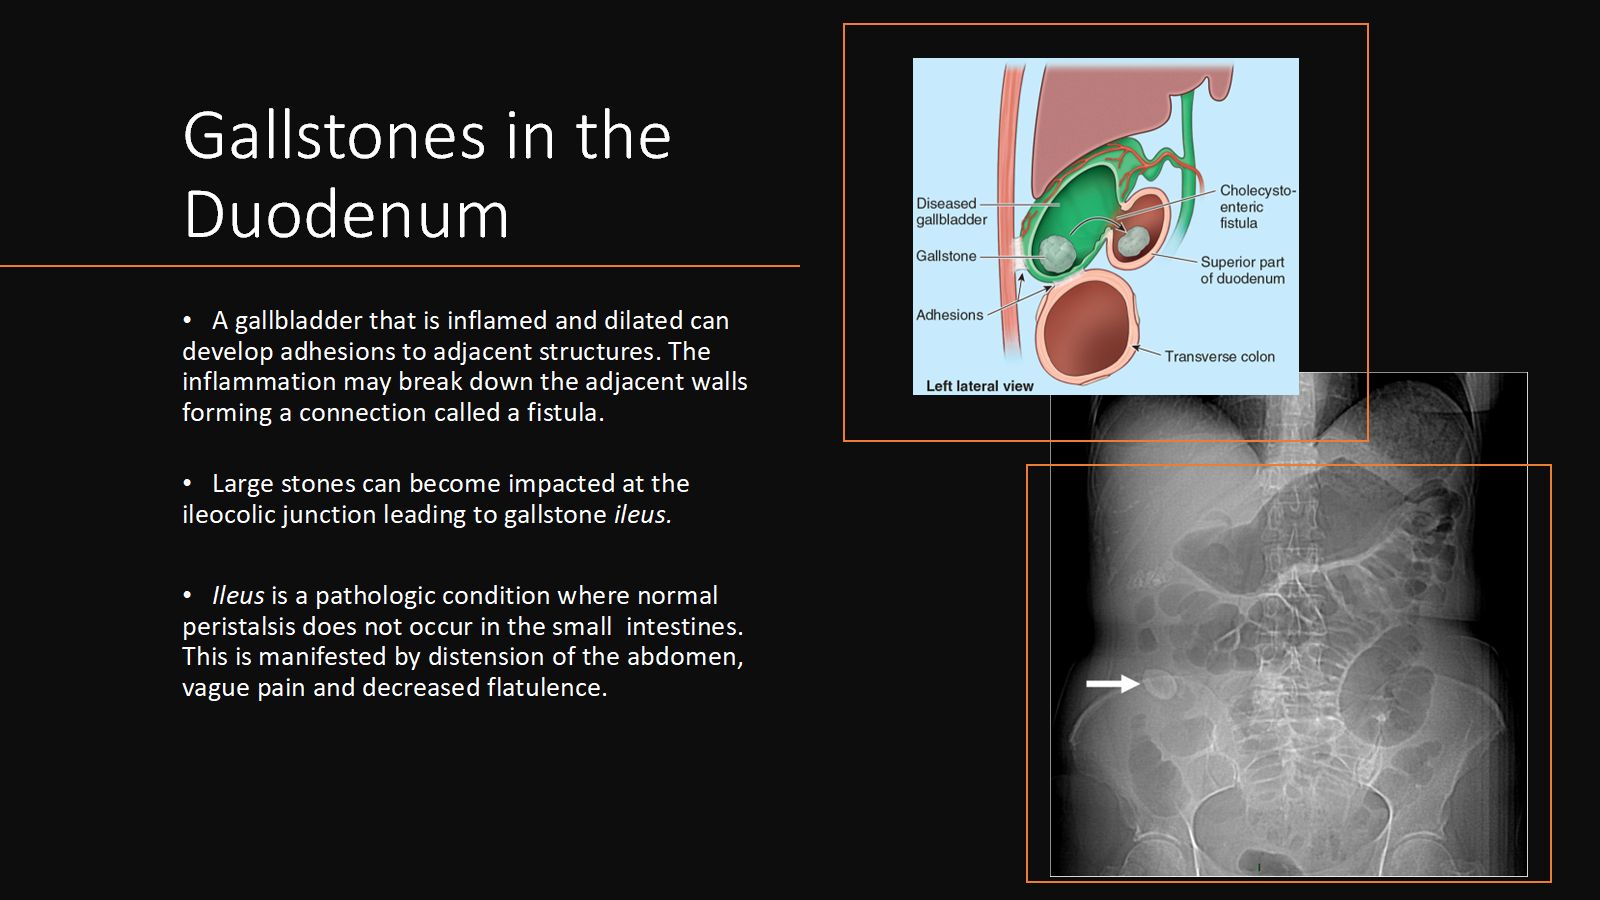 Gallstones in the
Duodenum
• A gallbladder that is inflamed and dilated can
develop adhesions to adjacent structures. The
inflammation may break down the adjacent walls
forming a connection called a fistula.
• Large stones can become impacted at the
ileocolic junction leading to gallstone ileus.
• Ileus is a pathologic condition where normal
peristalsis does not occur in the small  intestines.
This is manifested by distension of the abdomen,
vague pain and decreased flatulence.
Diseased
gallbladder
Gallstone
Adhesions
Left lateral view
Cholecysto-
enteric
fistula
Superior part
of duodenum
Transverse colon